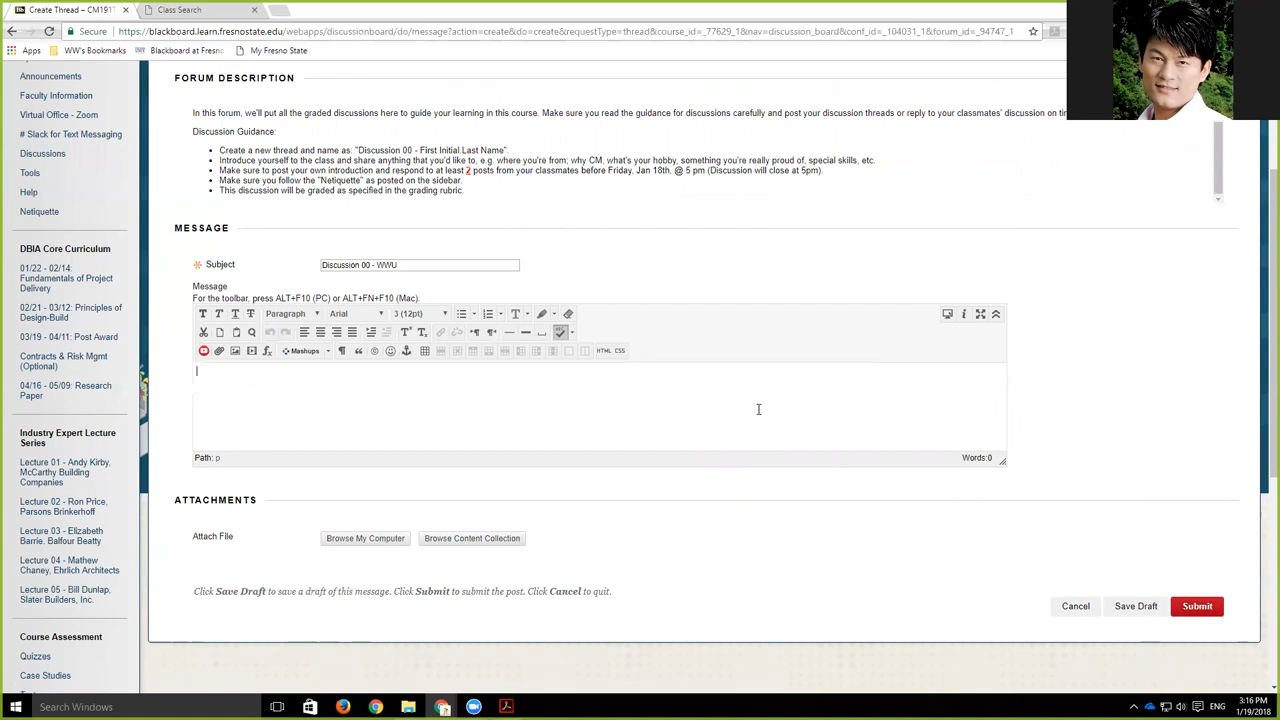 Create Thread – CM191T
Class Search
Secure
https://blackboard.learn.fresnostate.edu/webapps/discussionboard/do/message?action=create&do=create&requestType=thread&course_id=_77629_1&nav=discussion_board&conf_id=_104031_1&forum_id=_94747_1
Apps
WW's Bookmarks
Blackboard at Fresno
My Fresno State
Announcements
Faculty Information
Virtual Office - Zoom
# Slack for Text Messaging
Discussions
Tools
Help
Netiquette
DBIA Core Curriculum
01/22 - 02/14:
Fundamentals of Project
Delivery
02/21 - 03/12: Principles of
Design-Build
03/19 - 04/11: Post Award
Contracts & Risk Mgmt
(Optional)
04/16 - 05/09: Research
Paper
Industry Expert Lecture
Series
Lecture 01 - Andy Kirby,
McCarthy Building
Companies
Lecture 02 - Ron Price,
Parsons Brinkerhoff
Lecture 03 - Elizabeth
Barrie. Balfour Beatty
Lecture 04 - Mathew
Chaney, Ehrlich Architects
Lecture 05 - Bill Dunlap,
Slater Builders, Inc.
Course Assessment
Quizzes
Case Studies
FORUM DESCRIPTION
In this forum, we'll put all the graded discussions here to guide your learning in this course. Make sure you read the guidance for discussions carefully and post your discussion threads or reply to your classmates' discussion on
Discussion Guidance:
• Create a new thread and name as: "Discussion 00 - First Initial.Last Name".
• Introduce yourself to the class and share anything that you'd like to, e.g. where you're from; why CM, what's your hobby, something you're really proud of, special skills, etc.
• Make sure to post your own introduction and respond to at least 2 posts from your classmates before Friday, Jan 18th, @ 5 pm (Discussion will close at 5pm).
• Make sure you follow the "Netiquette" as posted on the sidebar.
• This discussion will be graded as specified in the grading rubric.
MESSAGE
Subject
Discussion 00 - WWU
Message
For the toolbar, press ALT+F10 (PC) or ALT+FN+F10 (Mac).
T T T T Paragraph Arial 3 (12pt)
Mashups
HTML CSS
Path: p
Words:0
ATTACHMENTS
Attach File
Browse My Computer
Browse Content Collection
Click Save Draft to save a draft of this message. Click Submit to submit the post. Click Cancel to quit.
Cancel
Save Draft
Submit
Search Windows
ENG
3:16 PM
1/19/2018